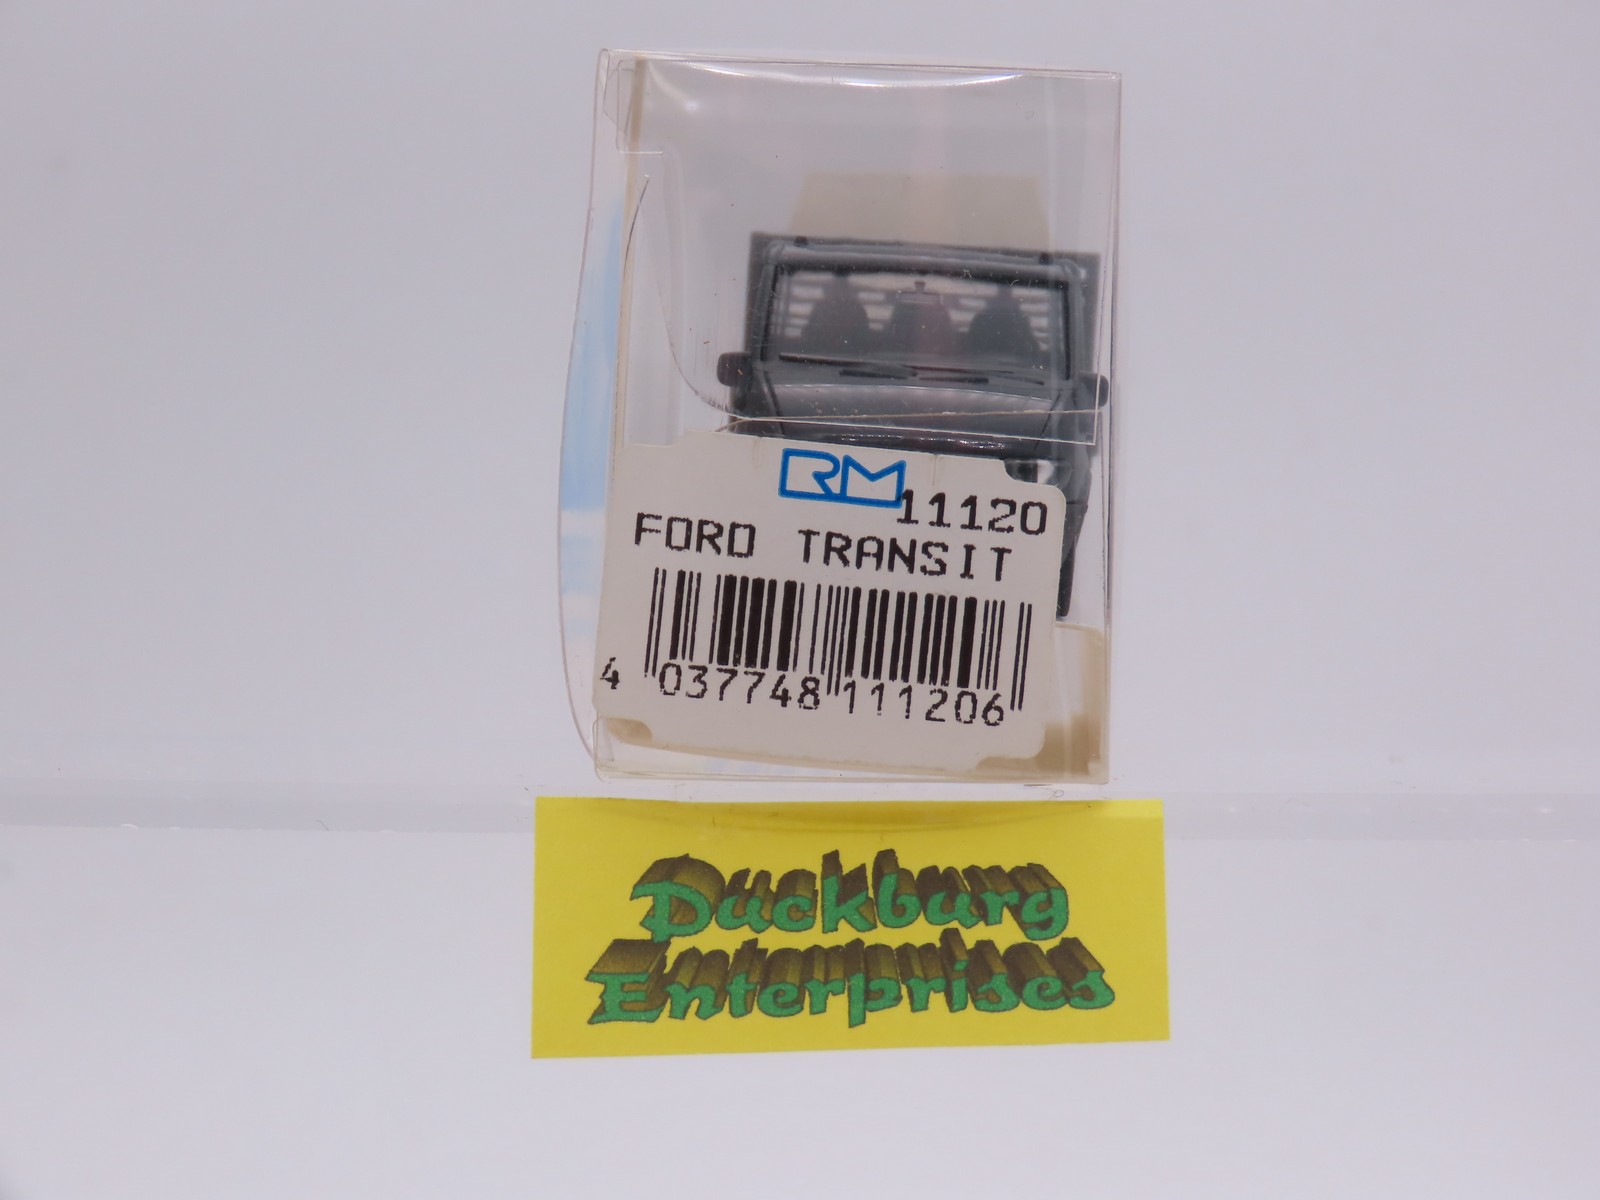 RM
11120
FORD TRANSIT
4 037748 111206
Duckburg
Enterprises